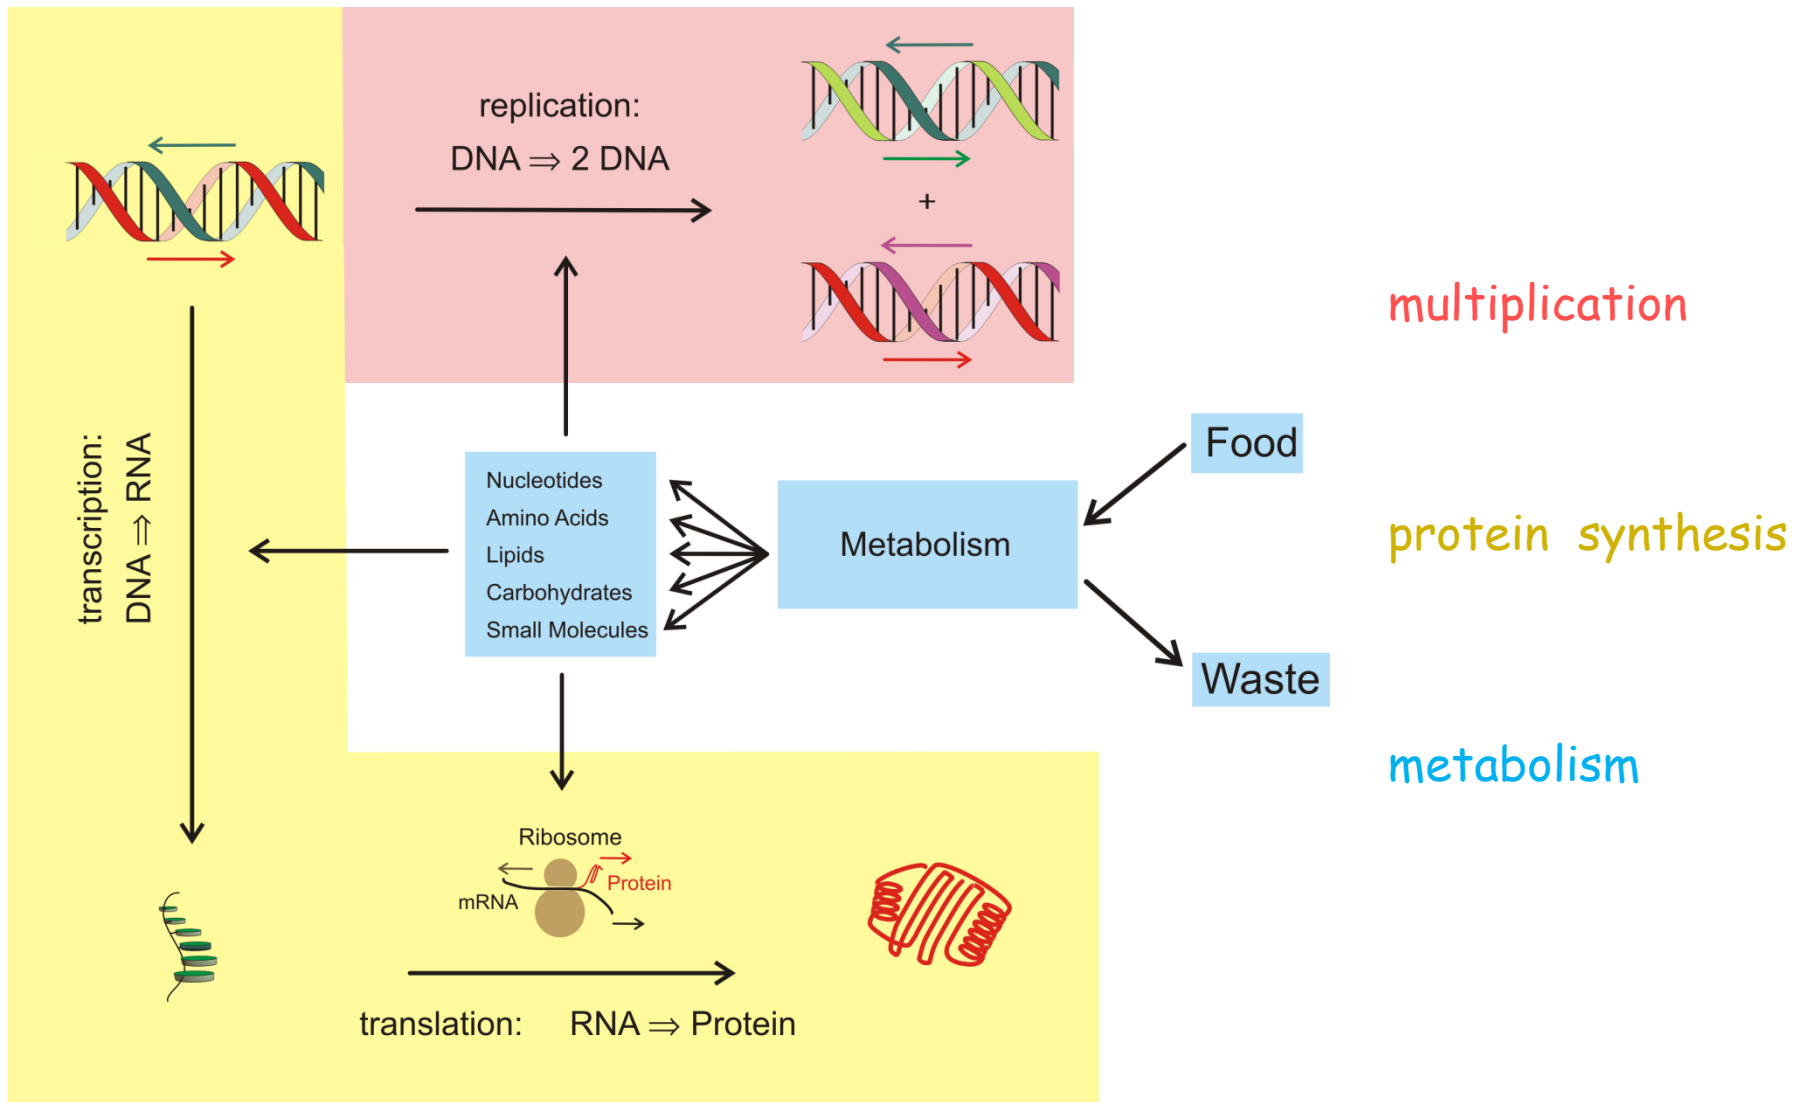 replication:
DNA ⇒ 2 DNA
+
transcription:
DNA ⇒ RNA
Nucleotides
Amino Acids
Lipids
Carbohydrates
Small Molecules
Metabolism
Food
Waste
multiplication
protein synthesis
metabolism
Ribosome
Protein
mRNA
translation: RNA ⇒ Protein